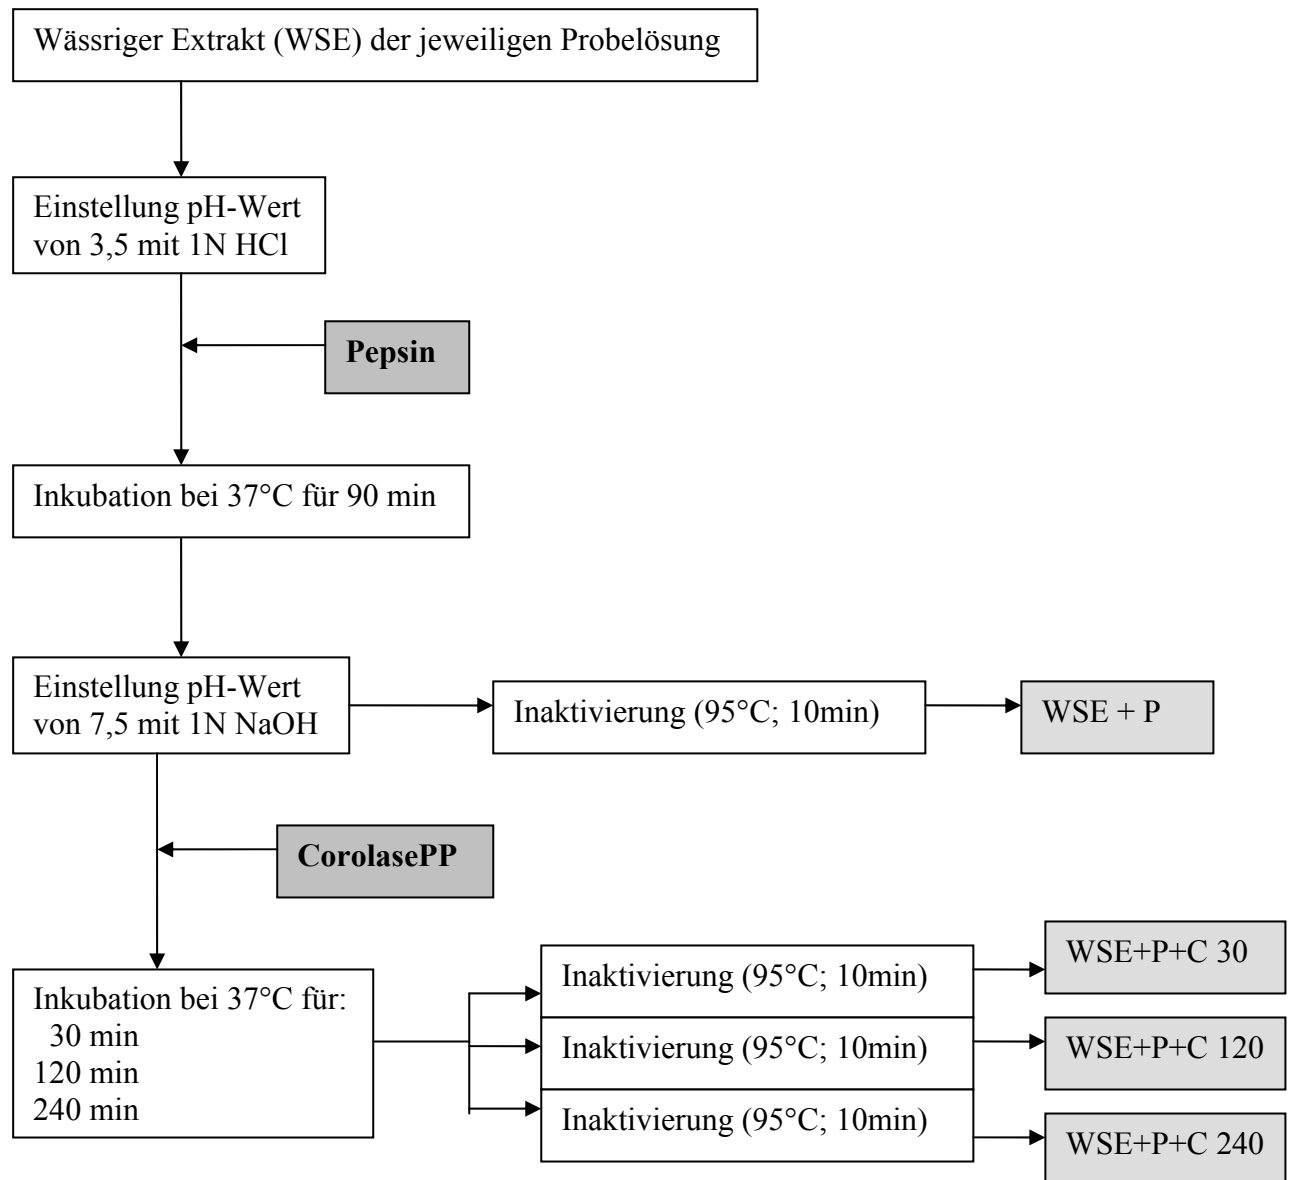 Wässriger Extrakt (WSE) der jeweiligen Probelösung
Einstellung pH-Wert
von 3,5 mit 1N HCl
Pepsin
Inkubation bei 37°C für 90 min
Einstellung pH-Wert
von 7,5 mit 1N NaOH
Inaktivierung (95°C; 10min)
WSE + P
CorolasePP
Inkubation bei 37°C für:
30 min
120 min
240 min
Inaktivierung (95°C; 10min)
WSE+P+C 30
Inaktivierung (95°C; 10min)
WSE+P+C 120
Inaktivierung (95°C; 10min)
WSE+P+C 240